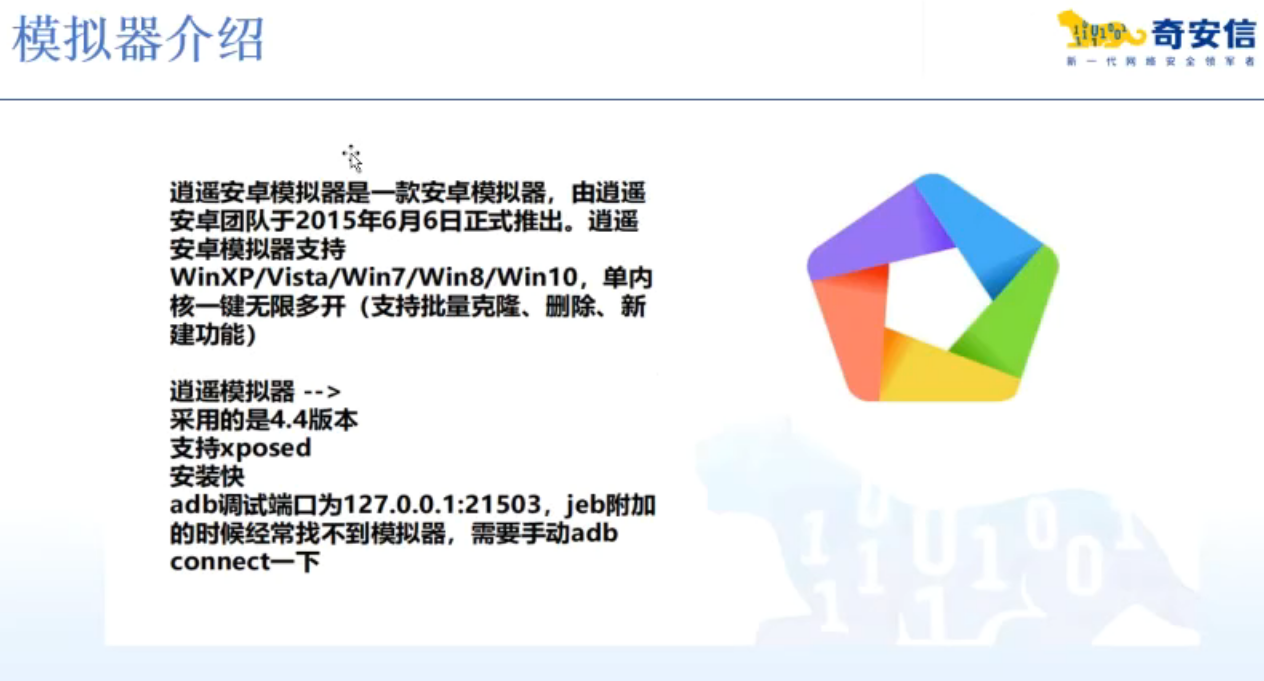 模拟器介绍
奇安信
新一代网络安全领军者
逍遥安卓模拟器是一款安卓模拟器，由逍遥
安卓团队于2015年6月6日正式推出。逍遥
安卓模拟器支持
WinXP/Vista/Win7/Win8/Win10，单内
核一键无限多开（支持批量克隆、删除、新
建功能）
逍遥模拟器 -->
采用的是4.4版本
支持xposed
安装快
adb调试端口为127.0.0.1:21503，jeb附加
的时候经常找不到模拟器，需要手动adb
connect一下